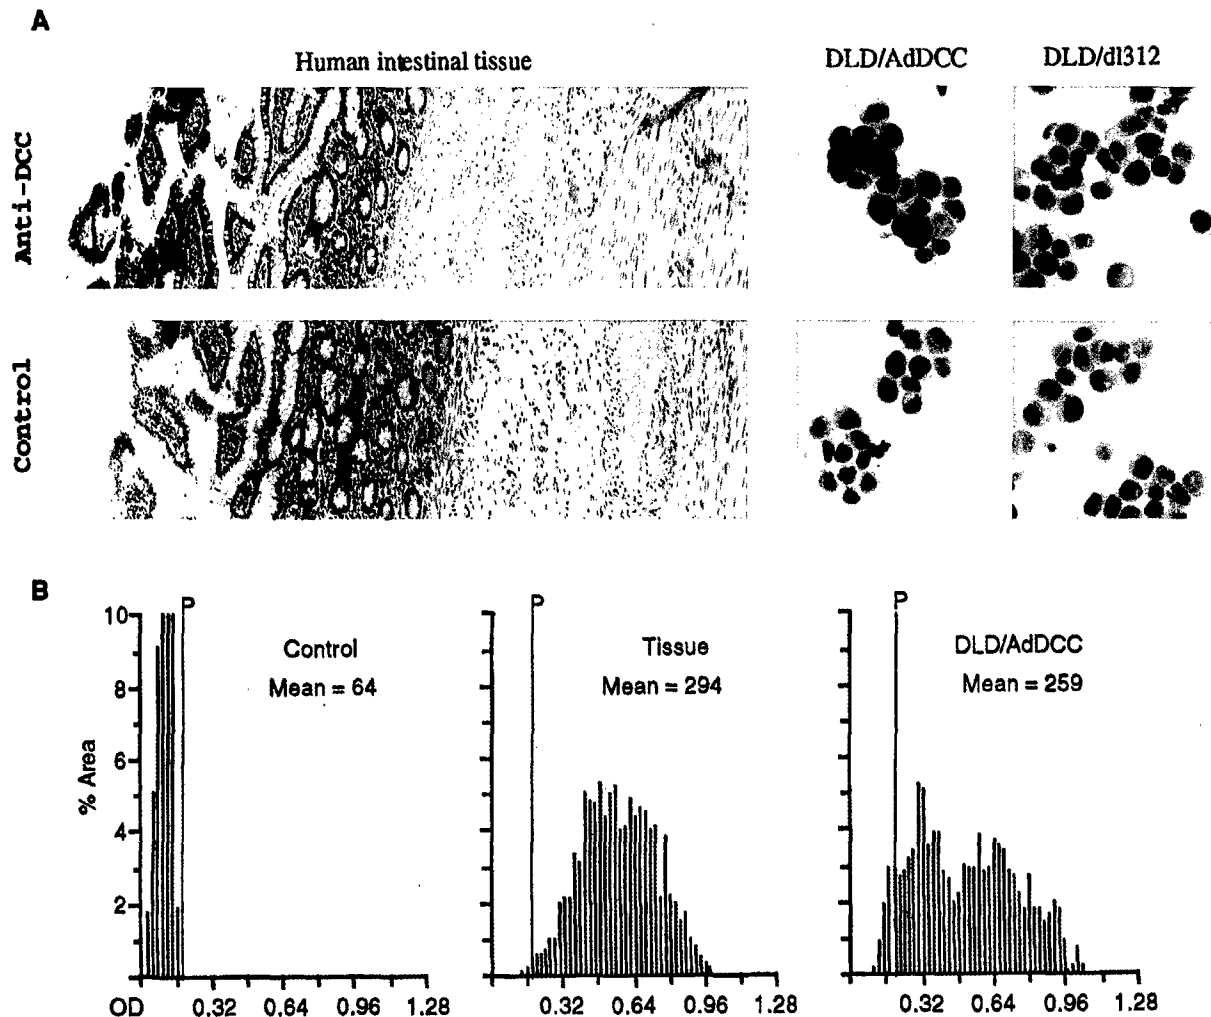 A
Human intestinal tissue
DLD/AdDCC
DLD/dl312
Anti-DCC
Control
B
P
Control
Mean = 64
P
Tissue
Mean = 294
P
DLD/AdDCC
Mean = 259
% Area
10
8
6
4
2
OD 0.32 0.64 0.96 1.28
0.32 0.64 0.96 1.28
0.32 0.64 0.96 1.28